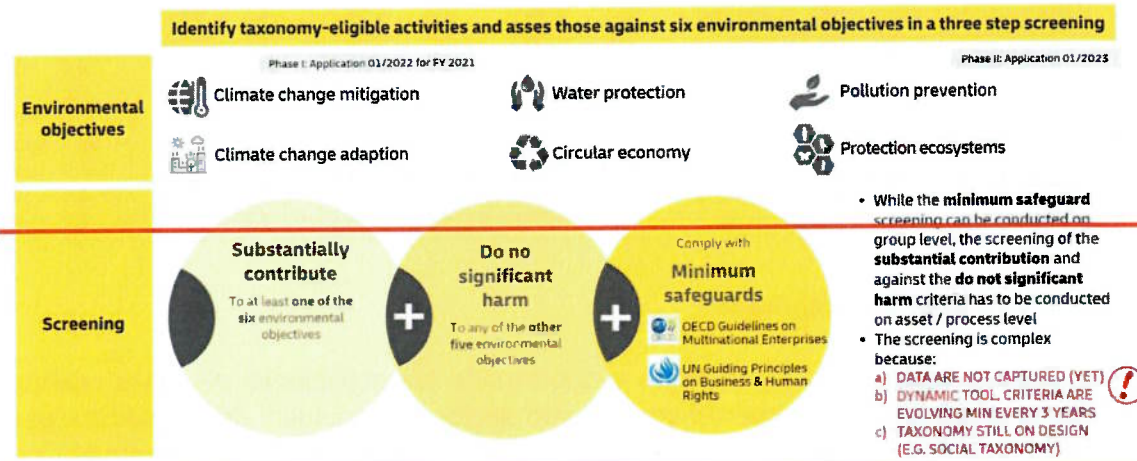 Identify taxonomy-eligible activities and asses those against six environmental objectives in a three step screening
Phase I: Application 01/2022 for FY 2021
Phase II: Application 01/2023
Environmental
objectives
Climate change mitigation
Water protection
Pollution prevention
Climate change adaption
Circular economy
Protection ecosystems
Screening
Substantially
contribute
To at least one of the
six environmental
objectives
+
Do no
significant
harm
To any of the other
five environmental
objectives
+
Comply with
Minimum
safeguards
OECD Guidelines on
Multinational Enterprises
UN Guiding Principles
on Business & Human
Rights
• While the minimum safeguard
screening can be conducted on
group level, the screening of the
substantial contribution and
against the do not significant
harm criteria has to be conducted
on asset / process level
• The screening is complex
because:
a) DATA ARE NOT CAPTURED (YET)
b) DYNAMIC TOOL, CRITERIA ARE
EVOLVING MIN EVERY 3 YEARS
c) TAXONOMY STILL ON DESIGN
(E.G. SOCIAL TAXONOMY)
!